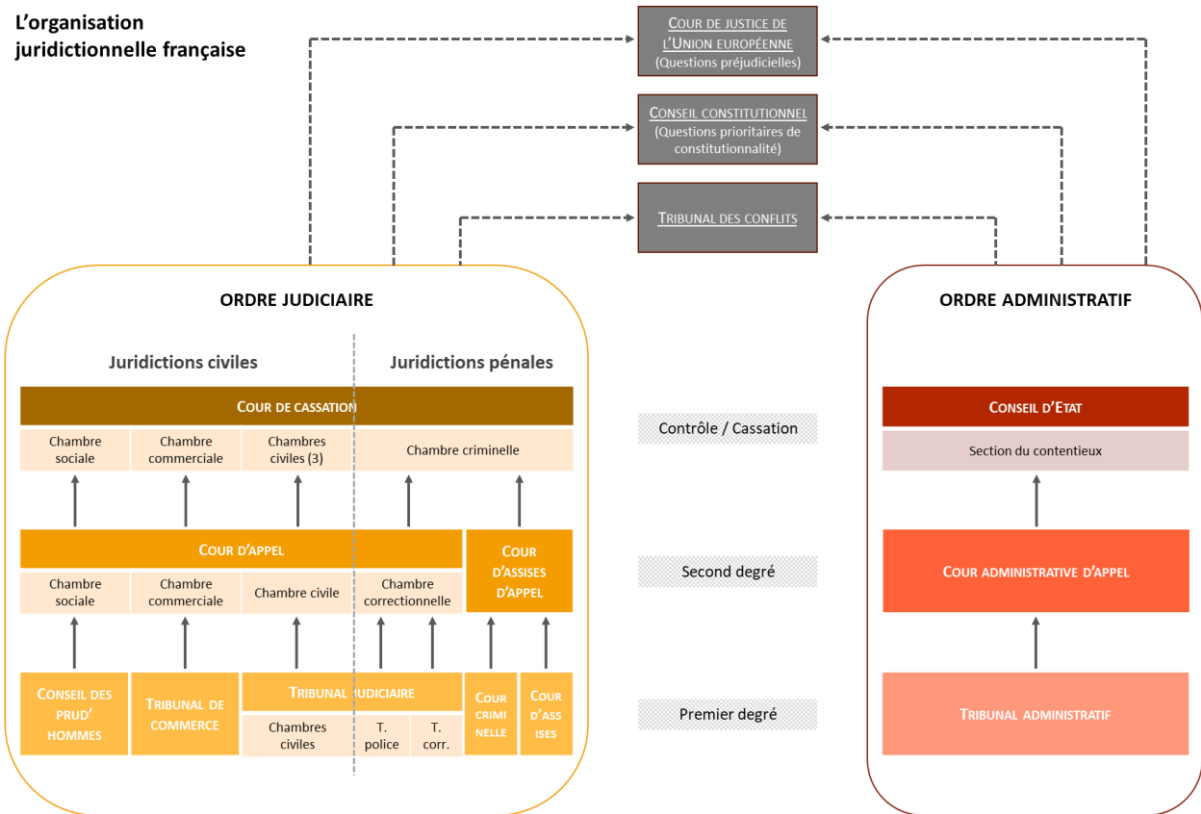 L'organisation
juridictionnelle française
COUR DE JUSTICE DE
L'UNION EUROPÉENNE
(Questions préjudicielles)
CONSEIL CONSTITUTIONNEL
(Questions prioritaires de
constitutionnalité)
TRIBUNAL DES CONFLITS
ORDRE JUDICIAIRE
Juridictions civiles
Juridictions pénales
COUR DE CASSATION
Chambre
sociale
Chambre
commerciale
Chambres
civiles (3)
Chambre criminelle
COUR D'APPEL
Chambre
sociale
Chambre
commerciale
Chambre civile
Chambre
correctionnelle
COUR
D'ASSISES
D'APPEL
CONSEIL DES
PRUD'
HOMMES
TRIBUNAL DE
COMMERCE
TRIBUNAL JUDICIAIRE
Chambres
civiles
T.
police
T.
corr.
COUR
CRIMI
NELLE
COUR
D'ASS
ISES
Contrôle / Cassation
Second degré
Premier degré
ORDRE ADMINISTRATIF
CONSEIL D'ETAT
Section du contentieux
COUR ADMINISTRATIVE D'APPEL
TRIBUNAL ADMINISTRATIF